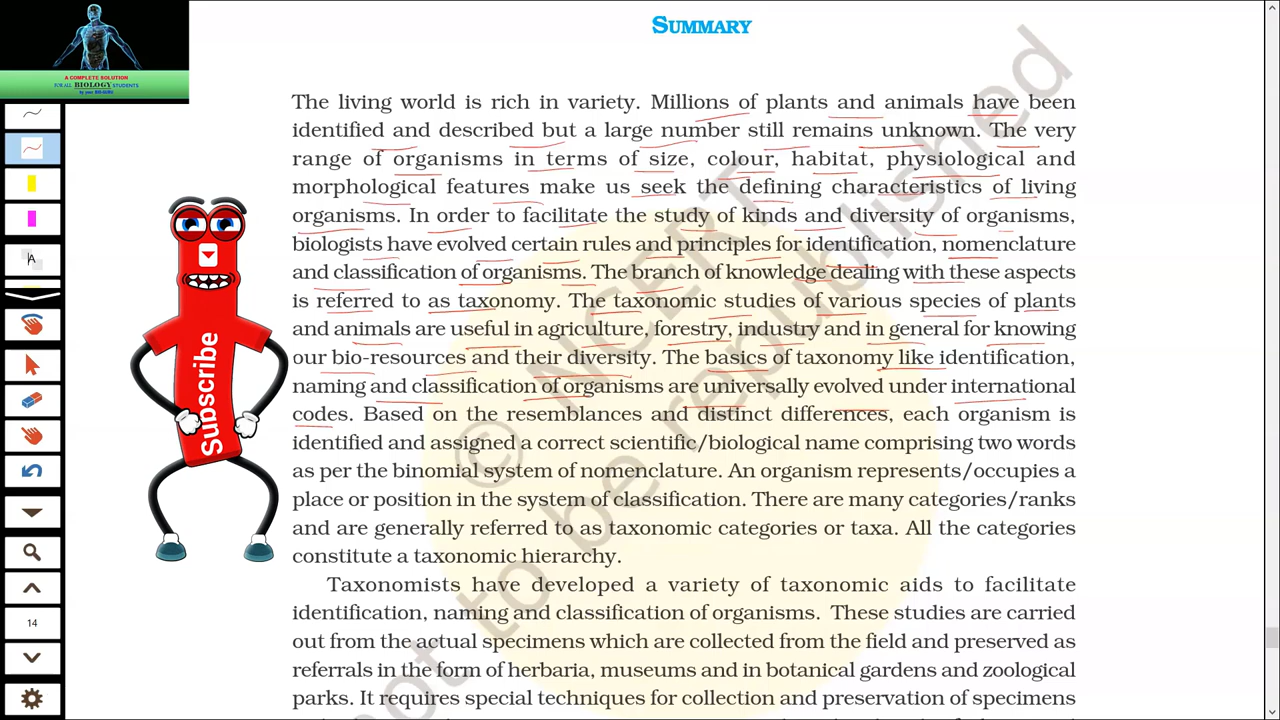 A COMPLETE SOLUTION
FOR ALL BIOLOGY STUDENTS
SUMMARY
The living world is rich in variety. Millions of plants and animals have been
identified and described but a large number still remains unknown. The very
range of organisms in terms of size, colour, habitat, physiological and
morphological features make us seek the defining characteristics of living
organisms. In order to facilitate the study of kinds and diversity of organisms,
biologists have evolved certain rules and principles for identification, nomenclature
and classification of organisms. The branch of knowledge dealing with these aspects
is referred to as taxonomy. The taxonomic studies of various species of plants
and animals are useful in agriculture, forestry, industry and in general for knowing
our bio-resources and their diversity. The basics of taxonomy like identification,
naming and classification of organisms are universally evolved under international
codes. Based on the resemblances and distinct differences, each organism is
identified and assigned a correct scientific/biological name comprising two words
as per the binomial system of nomenclature. An organism represents/occupies a
place or position in the system of classification. There are many categories/ranks
and are generally referred to as taxonomic categories or taxa. All the categories
constitute a taxonomic hierarchy.
Taxonomists have developed a variety of taxonomic aids to facilitate
identification, naming and classification of organisms. These studies are carried
out from the actual specimens which are collected from the field and preserved as
referrals in the form of herbaria, museums and in botanical gardens and zoological
parks. It requires special techniques for collection and preservation of specimens
Subscribe
A
14
© NCERT
not to be republished